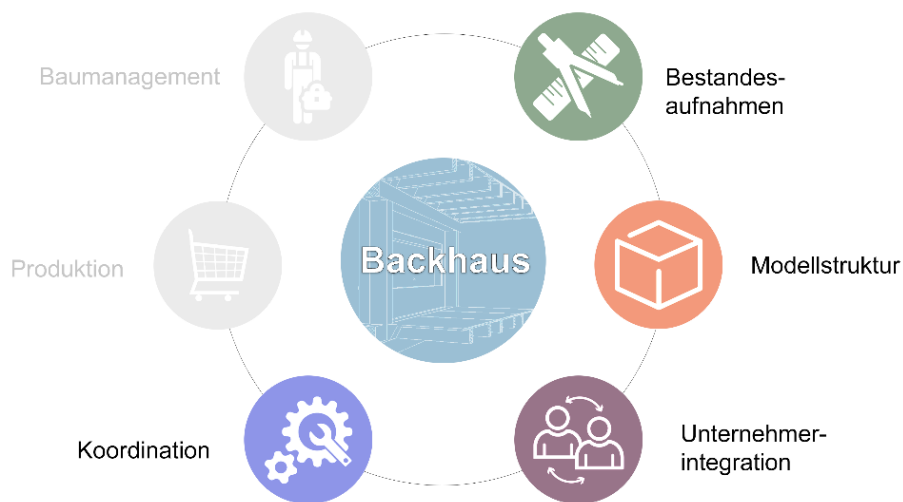 Baumanagement
Bestandes-
aufnahmen
Produktion
Backhaus
Modellstruktur
Koordination
Unternehmer-
integration